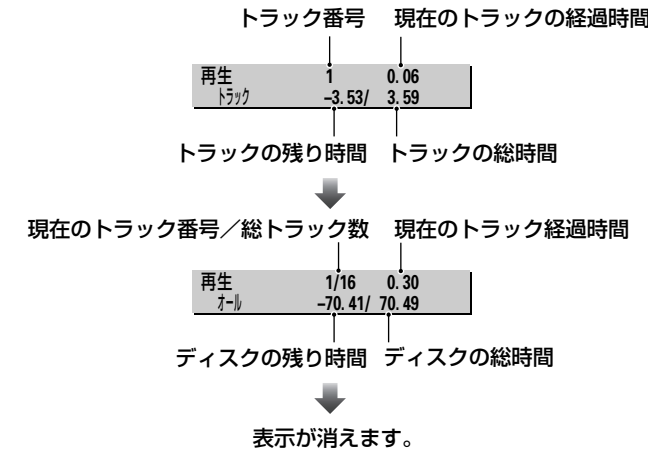 トラック番号 現在のトラックの経過時間
再生 1 0.06
トラック -3.53/ 3.59
トラックの残り時間 トラックの総時間
現在のトラック番号／総トラック数 現在のトラック経過時間
再生 1/16 0.30
オール -70.41/ 70.49
ディスクの残り時間 ディスクの総時間
表示が消えます。